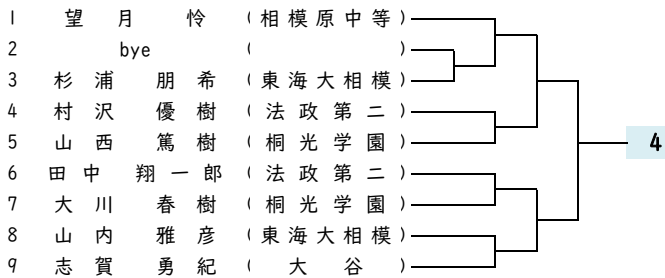 1 望月 怜 (相模原中等)
2 bye ( )
3 杉浦 朋希 (東海大相模)
4 村沢 優樹 (法政第二)
5 山西 篤樹 (桐光学園)
4
6 田中 翔一郎 (法政第二)
7 大川 春樹 (桐光学園)
8 山内 雅彦 (東海大相模)
9 志賀 勇紀 (大谷)